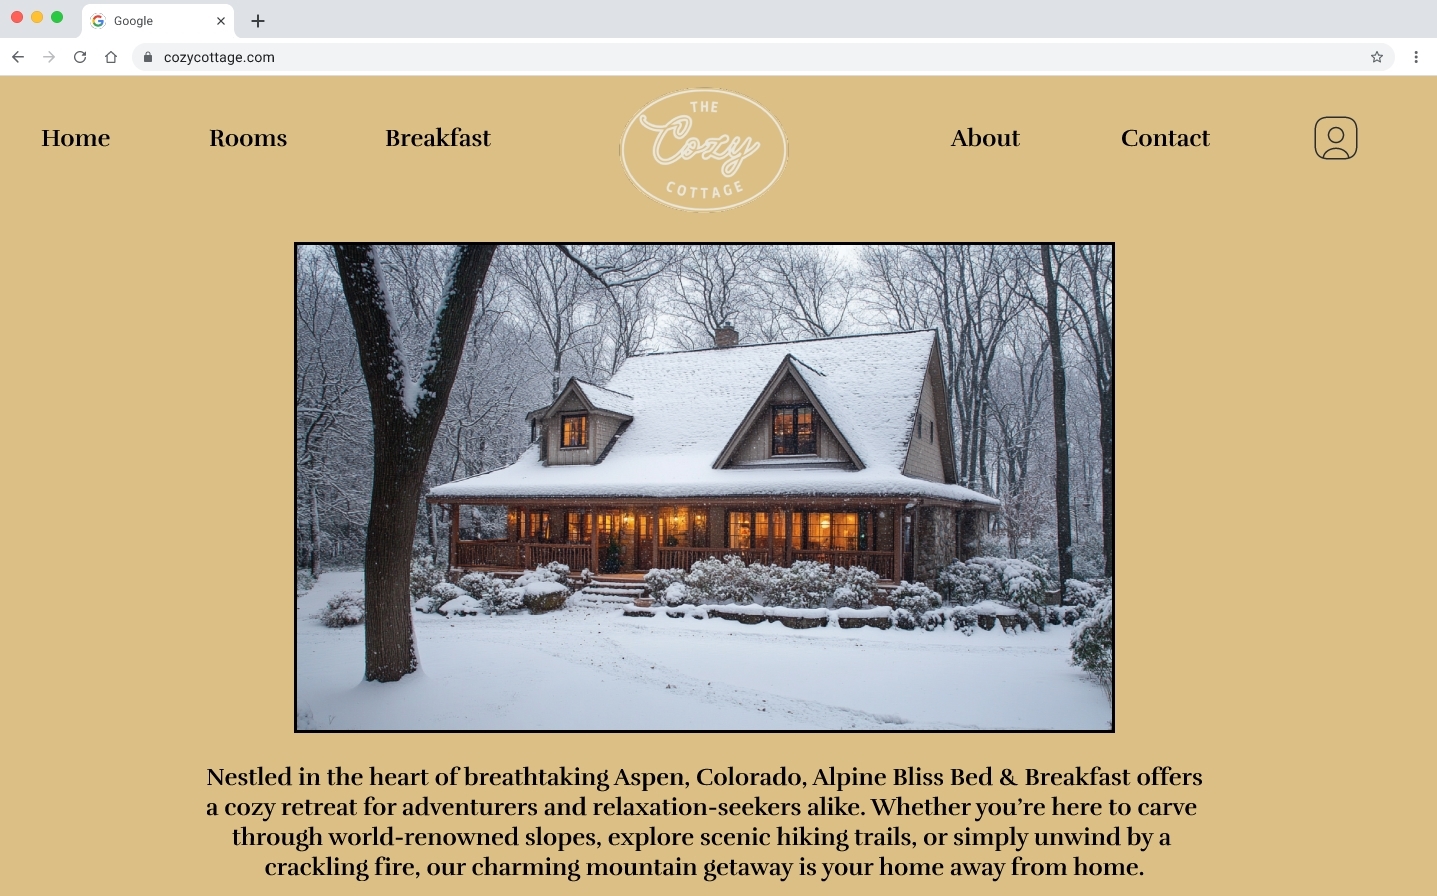 Google
cozycottage.com
Home Rooms Breakfast THE Cozy COTTAGE About Contact
Nestled in the heart of breathtaking Aspen, Colorado, Alpine Bliss Bed & Breakfast offers
a cozy retreat for adventurers and relaxation-seekers alike. Whether you’re here to carve
through world-renowned slopes, explore scenic hiking trails, or simply unwind by a
crackling fire, our charming mountain getaway is your home away from home.